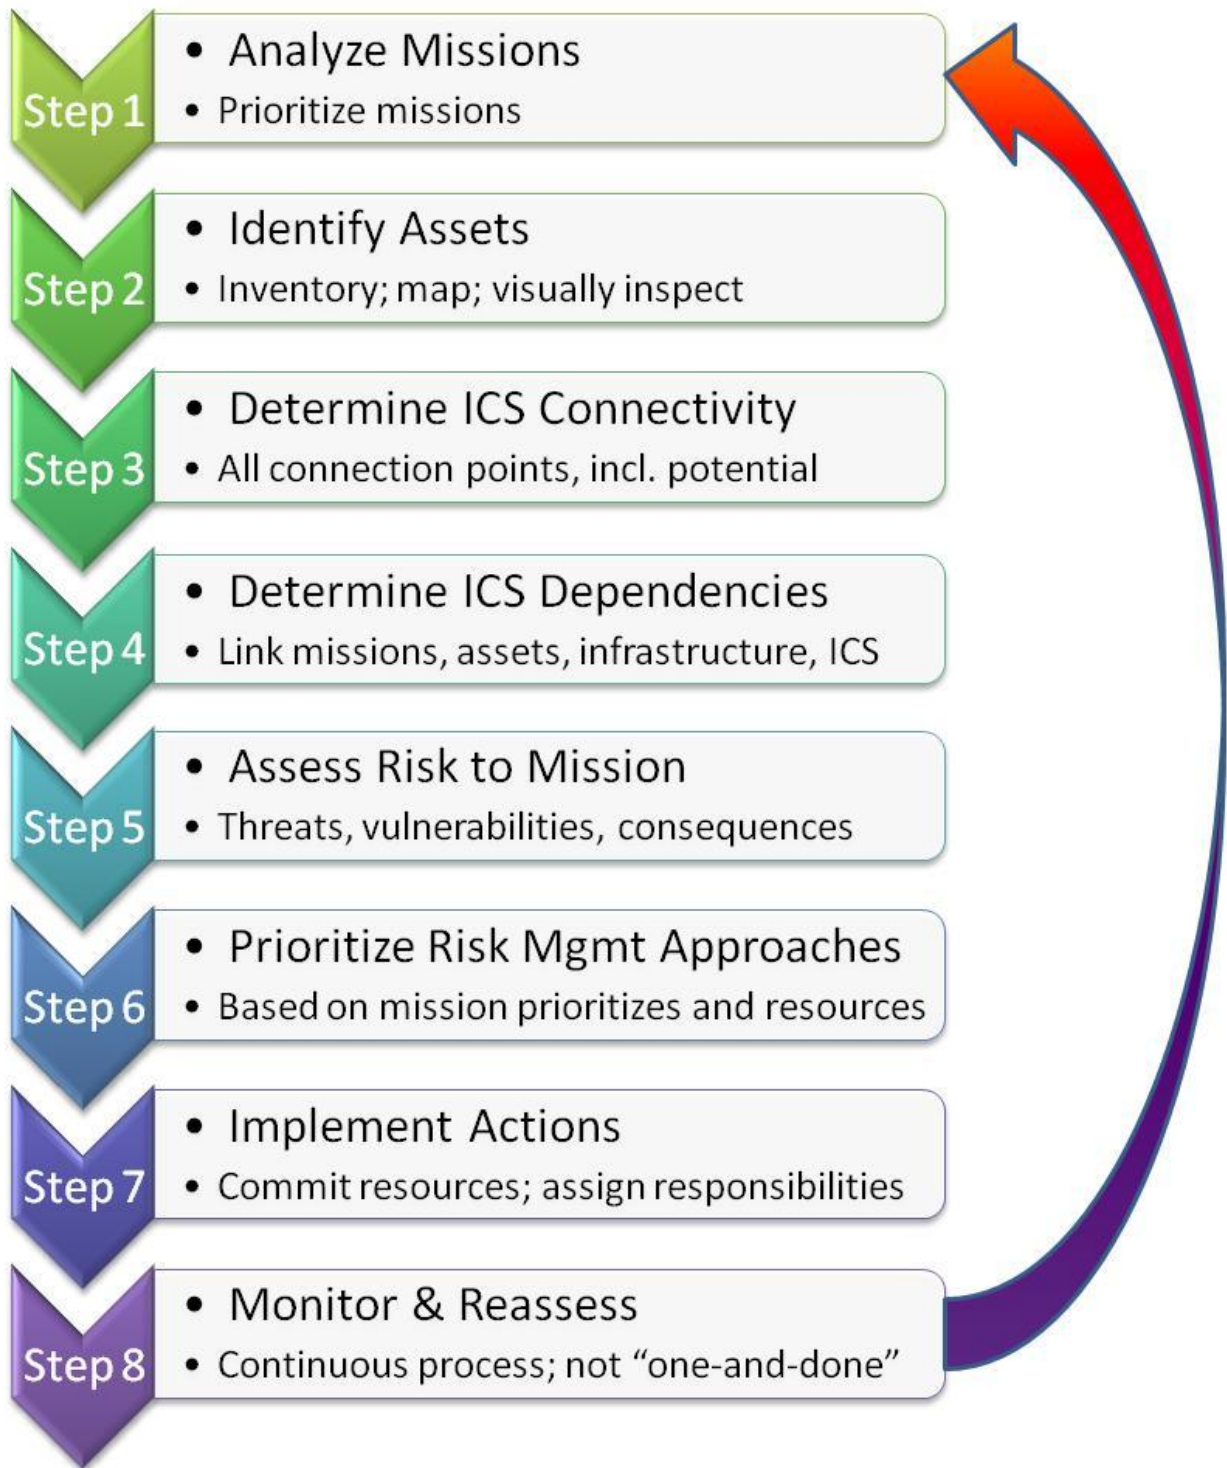 Step 1
• Analyze Missions
• Prioritize missions
Step 2
• Identify Assets
• Inventory; map; visually inspect
Step 3
• Determine ICS Connectivity
• All connection points, incl. potential
Step 4
• Determine ICS Dependencies
• Link missions, assets, infrastructure, ICS
Step 5
• Assess Risk to Mission
• Threats, vulnerabilities, consequences
Step 6
• Prioritize Risk Mgmt Approaches
• Based on mission prioritizes and resources
Step 7
• Implement Actions
• Commit resources; assign responsibilities
Step 8
• Monitor & Reassess
• Continuous process; not “one-and-done”